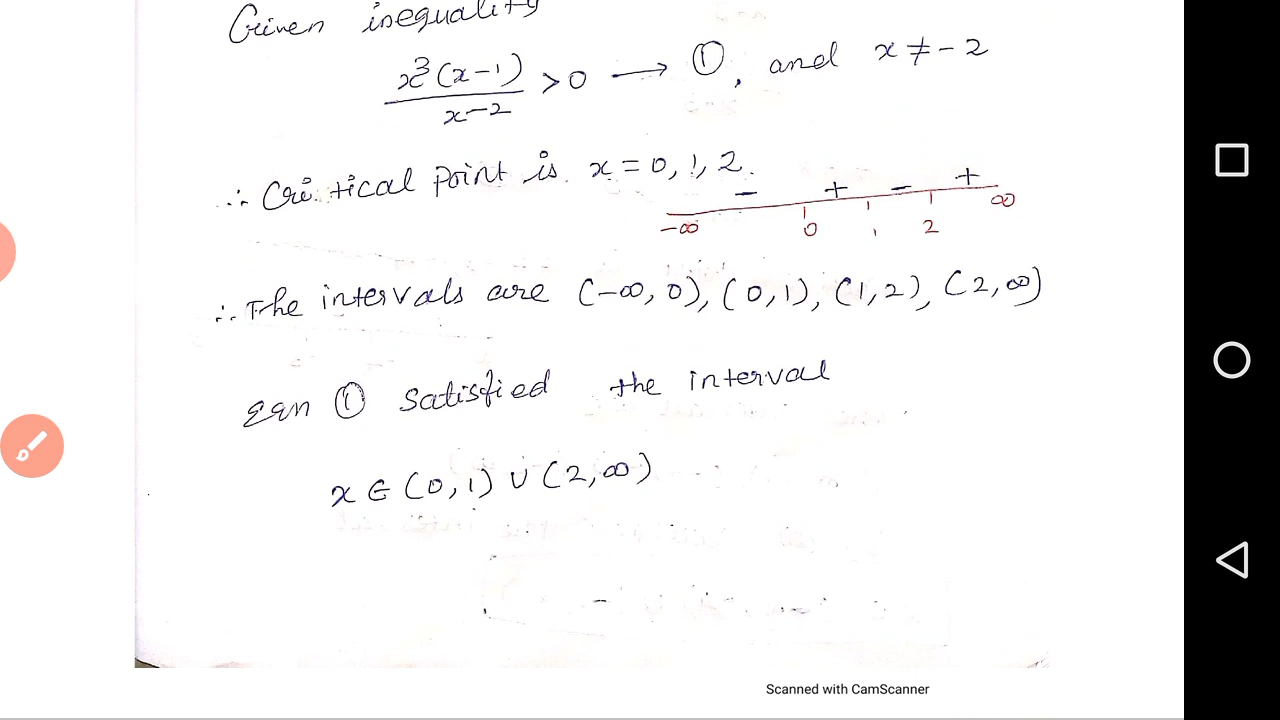 Given inequality
x³(x-1)/x-2 > 0 → ①, and x ≠ -2
∴ Critical point is x = 0, 1, 2.
- + - +
-∞ 0 1 2 ∞
∴ The intervals are (-∞, 0), (0, 1), (1, 2), (2, ∞)
Eqn ① satisfied the interval
x ∈ (0, 1) ∪ (2, ∞)
Scanned with CamScanner